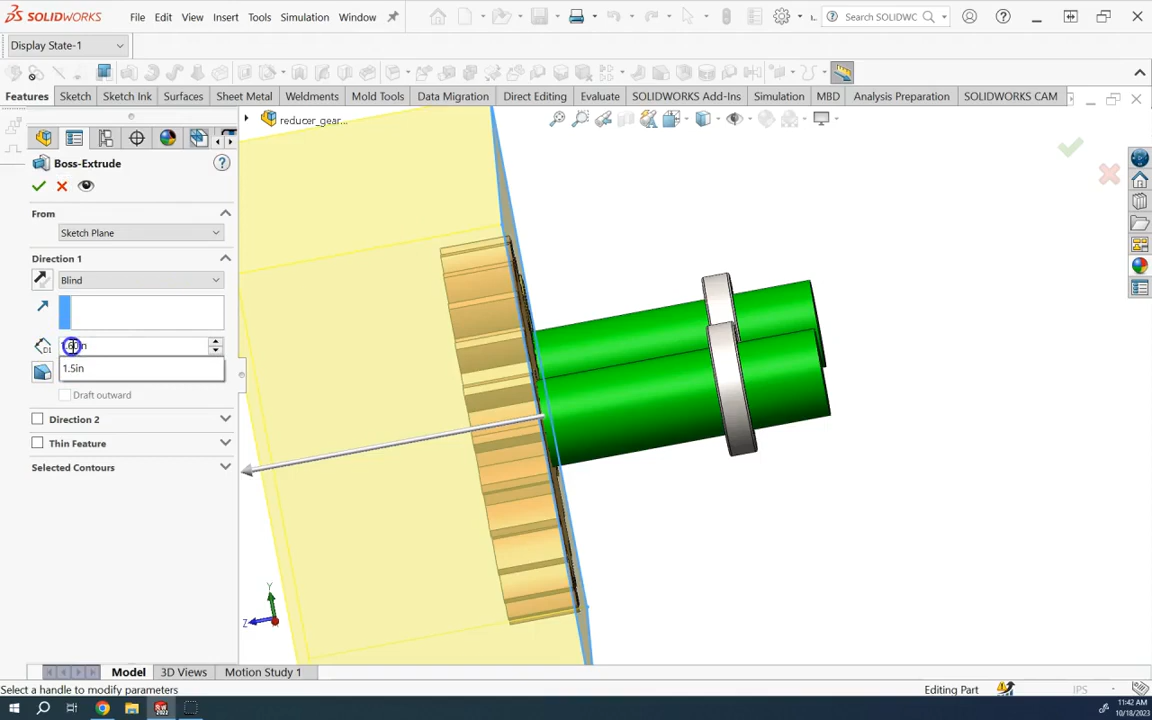 SOLIDWORKS
File
Edit
View
Insert
Tools
Simulation
Window
Search SOLIDWC
Display State-1
Features
Sketch
Sketch Ink
Surfaces
Sheet Metal
Weldments
Mold Tools
Data Migration
Direct Editing
Evaluate
SOLIDWORKS Add-Ins
Simulation
MBD
Analysis Preparation
SOLIDWORKS CAM
reducer_gear...
Boss-Extrude
From
Sketch Plane
Direction 1
Blind
1.60in
1.5in
Draft outward
Direction 2
Thin Feature
Selected Contours
Y
Z
Model
3D Views
Motion Study 1
Select a handle to modify parameters
Editing Part
IPS
11:42 AM
10/18/2023